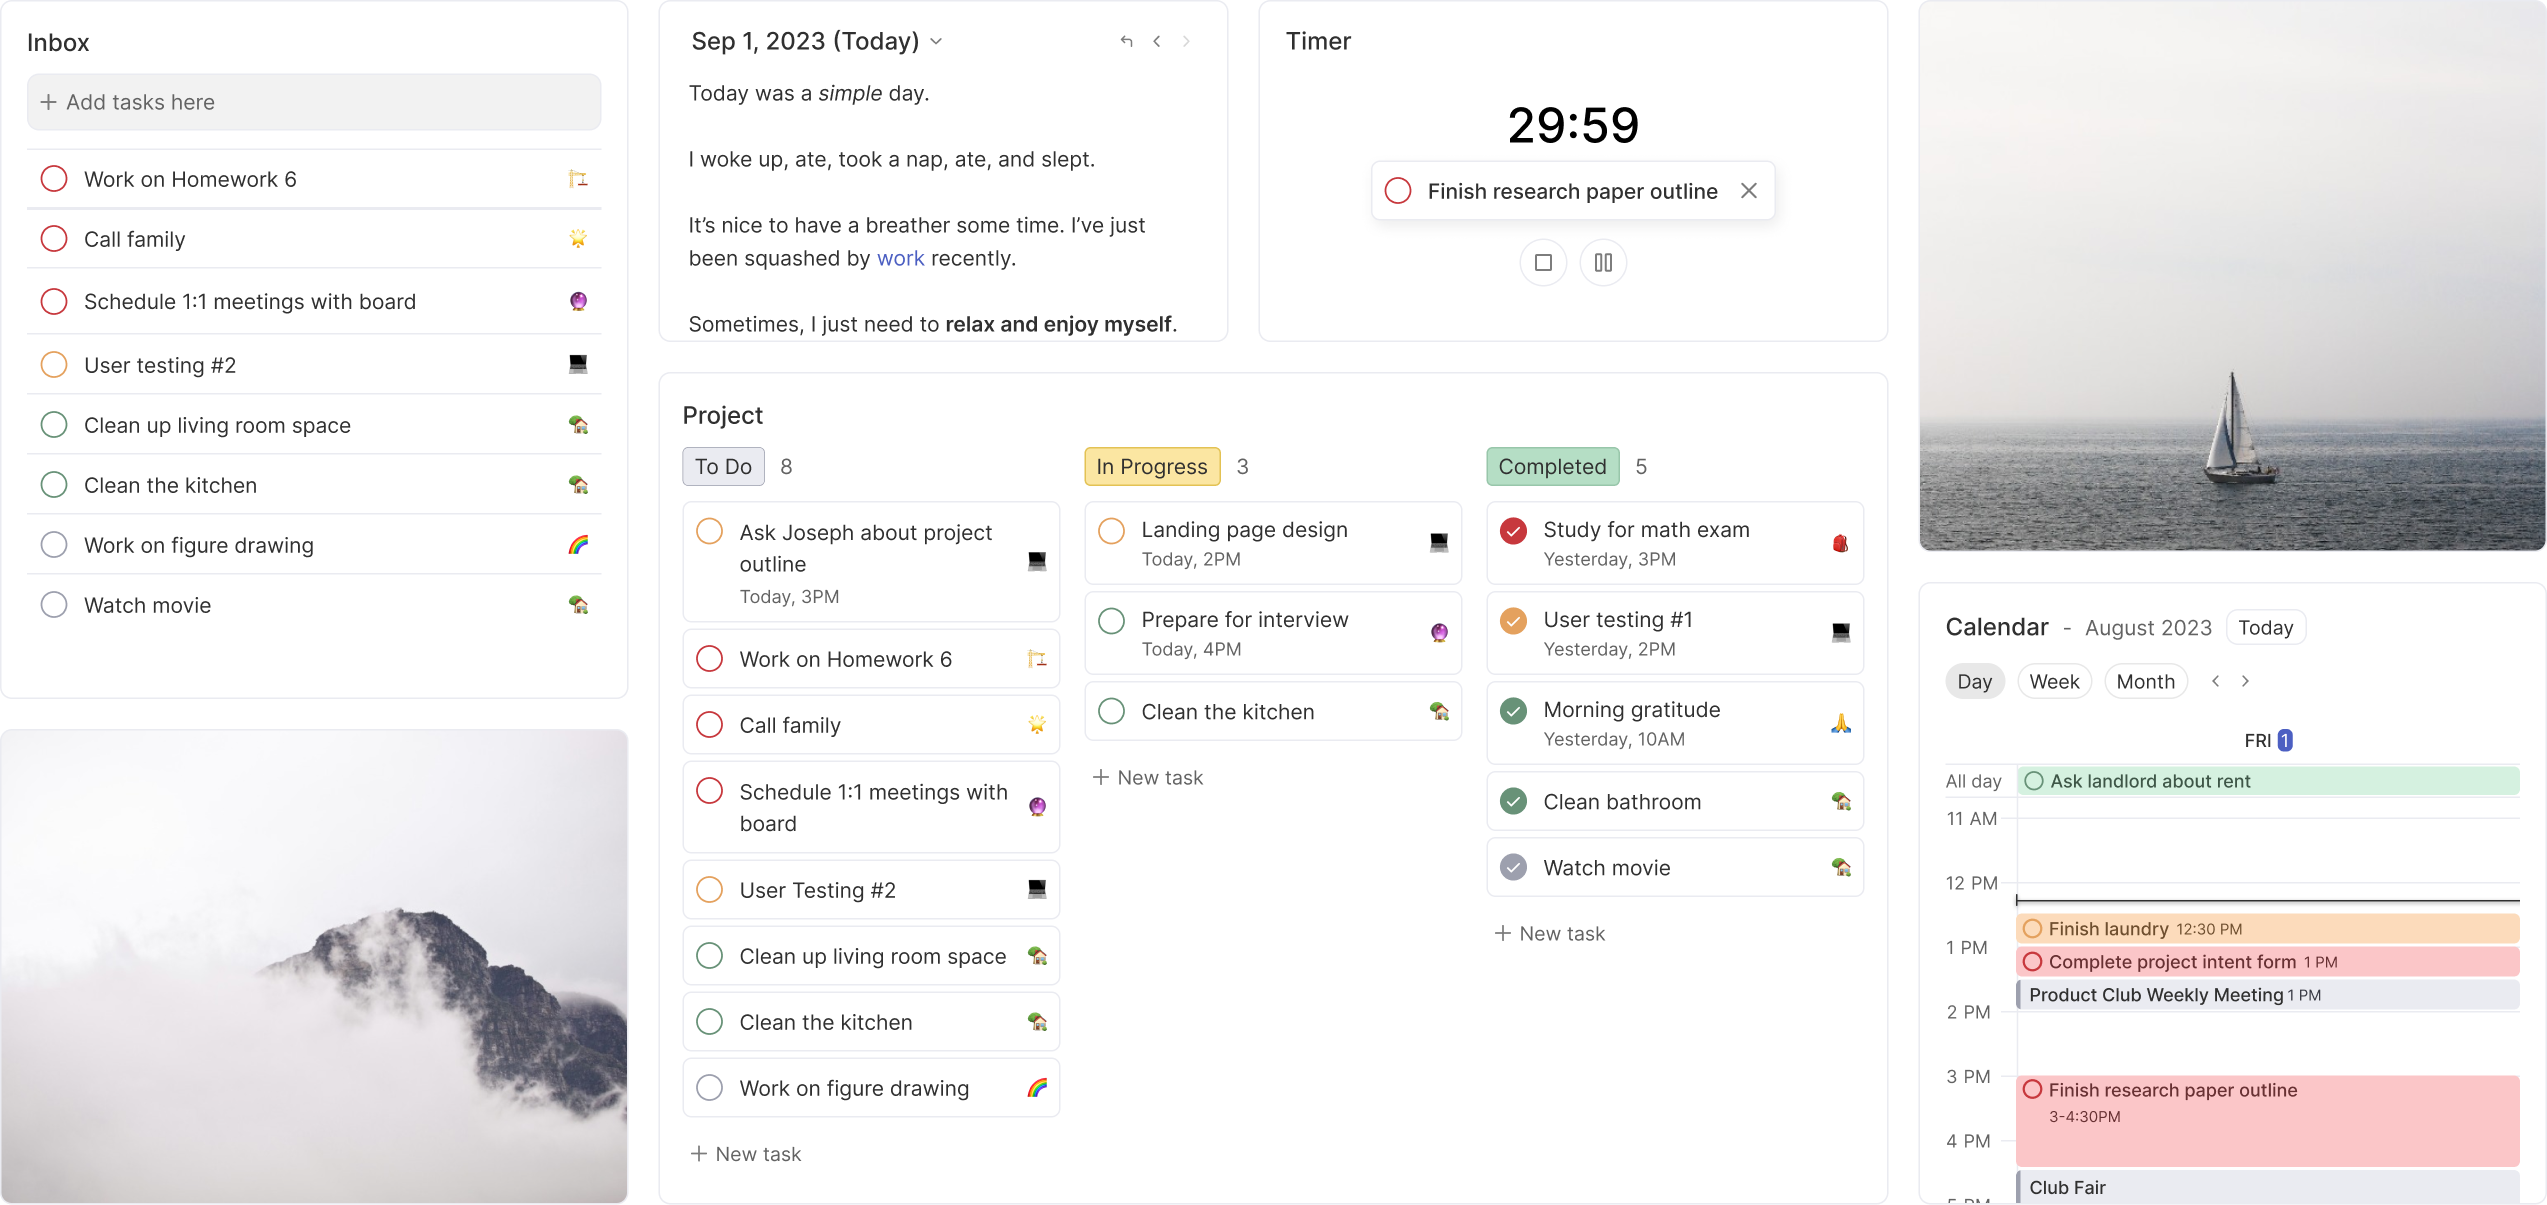 Inbox
+ Add tasks here
Work on Homework 6
Call family
Schedule 1:1 meetings with board
User testing #2
Clean up living room space
Clean the kitchen
Work on figure drawing
Watch movie
Sep 1, 2023 (Today)
Today was a simple day.
I woke up, ate, took a nap, ate, and slept.
It’s nice to have a breather some time. I’ve just
been squashed by work recently.
Sometimes, I just need to relax and enjoy myself.
Timer
29:59
Finish research paper outline
Project
To Do 8
Ask Joseph about project
outline
Today, 3PM
Work on Homework 6
Call family
Schedule 1:1 meetings with
board
User Testing #2
Clean up living room space
Clean the kitchen
Work on figure drawing
+ New task
In Progress 3
Landing page design
Today, 2PM
Prepare for interview
Today, 4PM
Clean the kitchen
+ New task
Completed 5
Study for math exam
Yesterday, 3PM
User testing #1
Yesterday, 2PM
Morning gratitude
Yesterday, 10AM
Clean bathroom
Watch movie
+ New task
Calendar - August 2023 Today
Day Week Month
FRI 1
All day Ask landlord about rent
11 AM
12 PM
Finish laundry 12:30 PM
1 PM
Complete project intent form 1 PM
Product Club Weekly Meeting 1 PM
2 PM
3 PM
Finish research paper outline
3-4:30PM
4 PM
Club Fair
5 PM